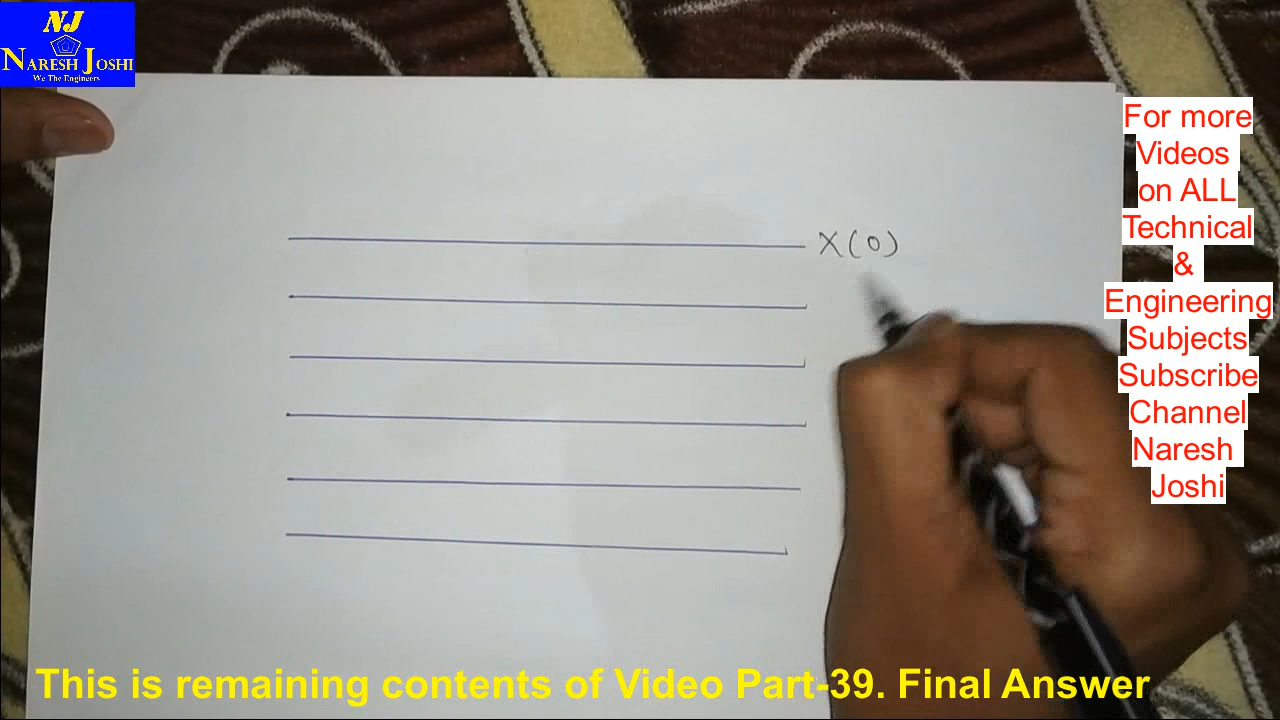 NJ
NARESH JOSHI
We The Engineers
X(0)
For more
Videos
on ALL
Technical
&
Engineering
Subjects
Subscribe
Channel
Naresh
Joshi
This is remaining contents of Video Part-39. Final Answer